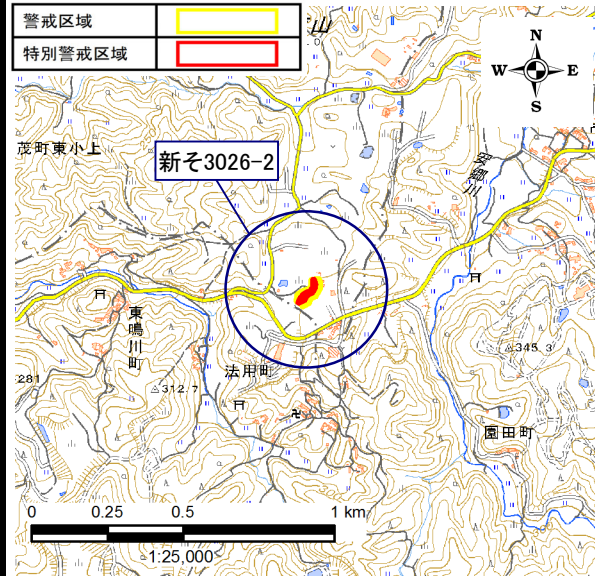 警戒区域
特別警戒区域
山
N
W E
S
茂町東小上
新そ3026-2
東鳴川町
法用町
281
312.7
345.3
園田町
0 0.25 0.5 1 km
1:25,000